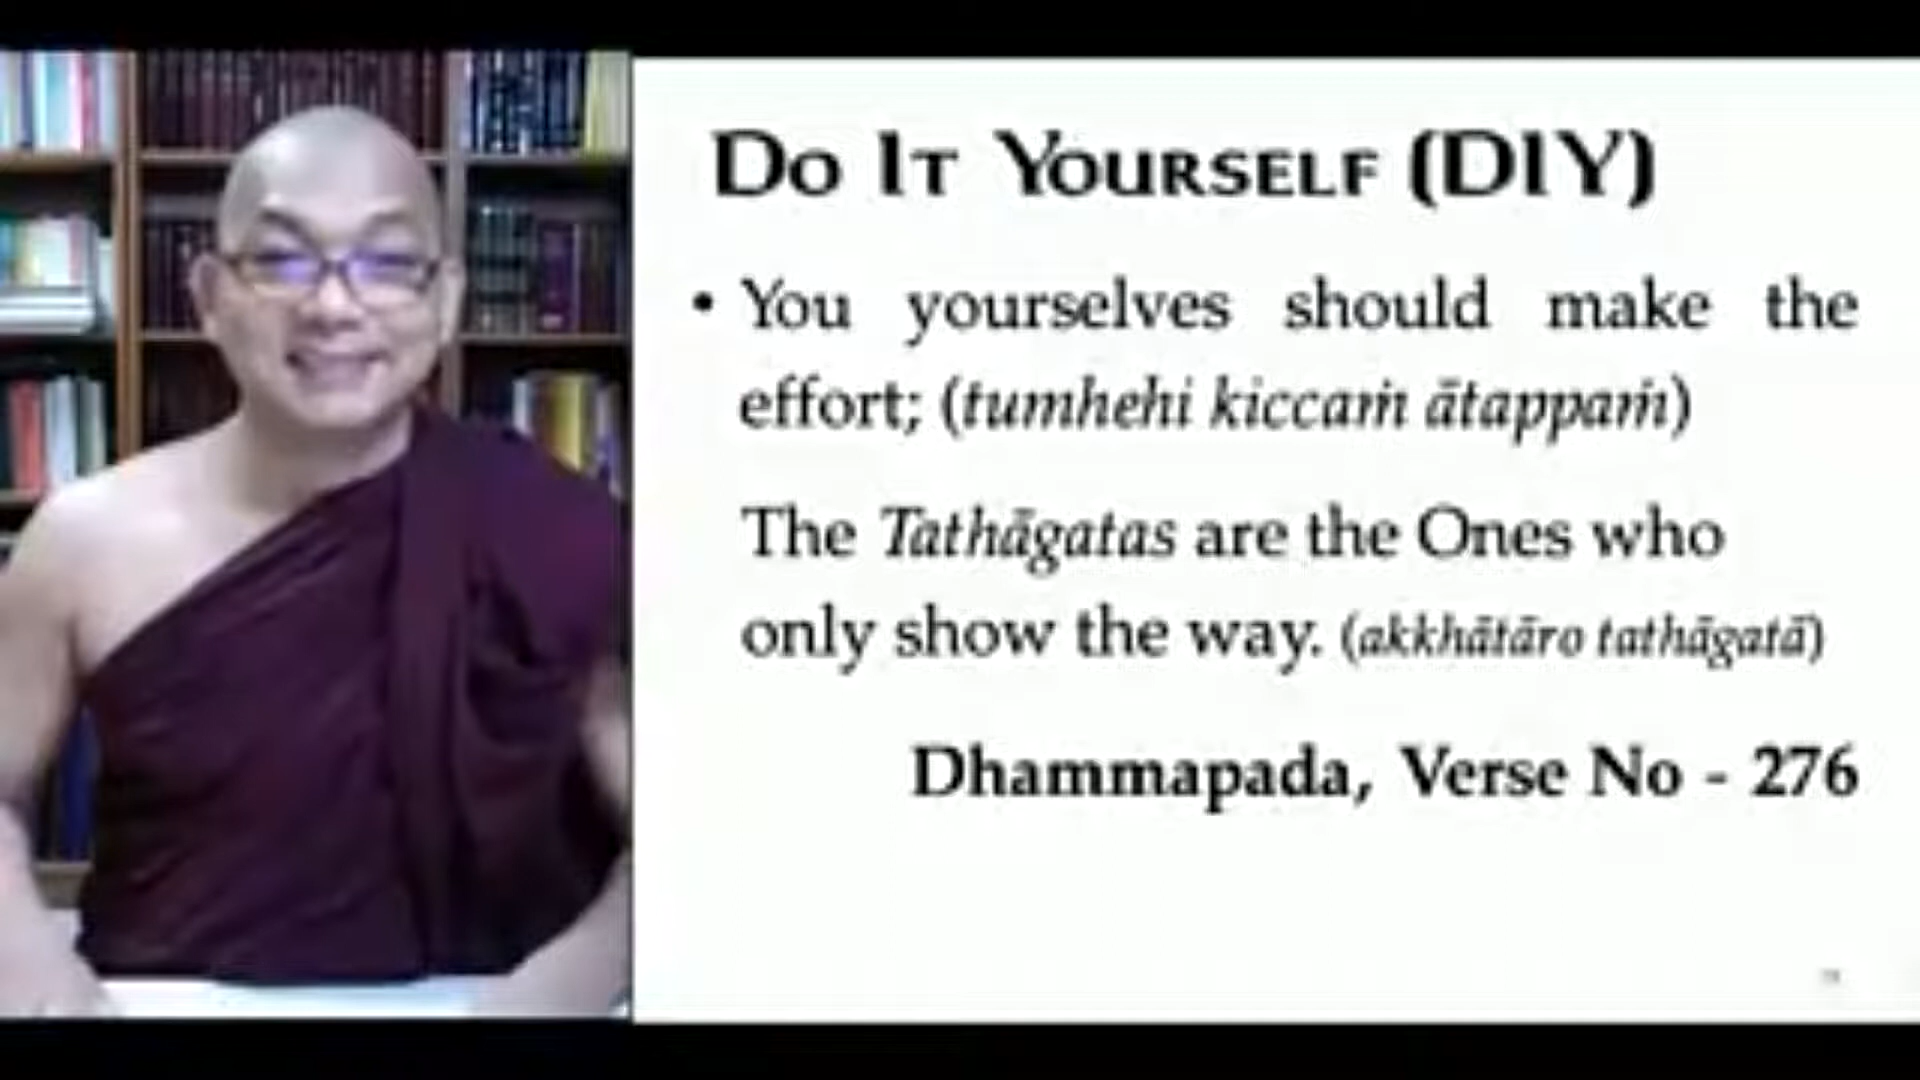 Do It Yourself (DIY)
• You yourselves should make the
effort; (tumhehi kiccaṁ ātappaṁ)
The Tathāgatas are the Ones who
only show the way. (akkhātāro tathāgatā)
Dhammapada, Verse No - 276